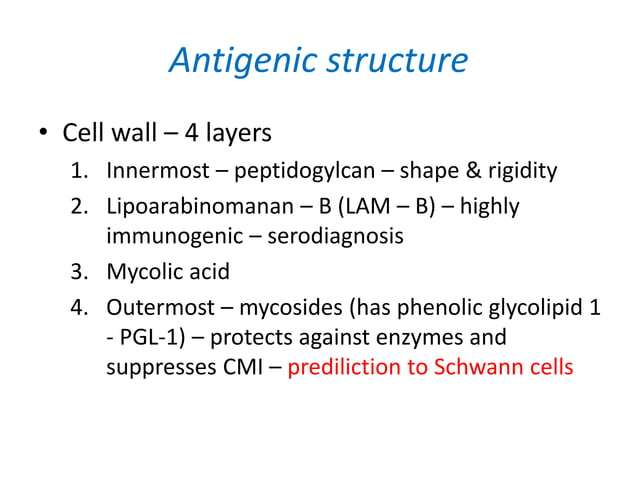 Antigenic structure
• Cell wall – 4 layers
1. Innermost – peptidogylcan – shape & rigidity
2. Lipoarabinomanan – B (LAM – B) – highly
immunogenic – serodiagnosis
3. Mycolic acid
4. Outermost – mycosides (has phenolic glycolipid 1
- PGL-1) – protects against enzymes and
suppresses CMI – prediliction to Schwann cells